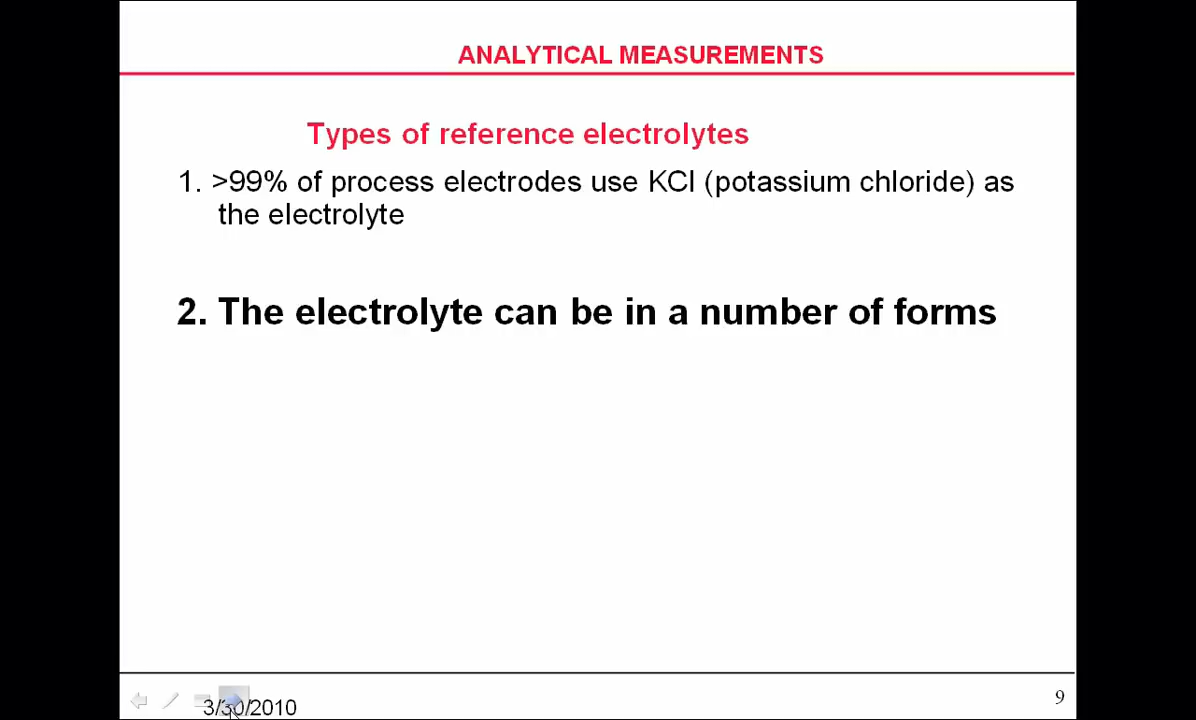 ANALYTICAL MEASUREMENTS
Types of reference electrolytes
1. >99% of process electrodes use KCl (potassium chloride) as
the electrolyte
2. The electrolyte can be in a number of forms
3/30/2010
9